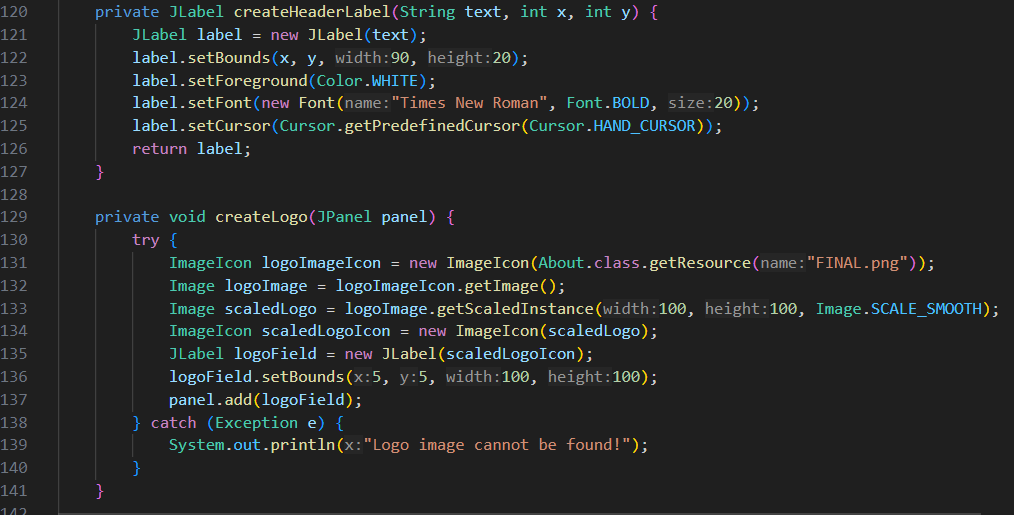 120 private JLabel createHeaderLabel(String text, int x, int y) {
121 JLabel label = new JLabel(text);
122 label.setBounds(x, y, width:90, height:20);
123 label.setForeground(Color.WHITE);
124 label.setFont(new Font(name:"Times New Roman", Font.BOLD, size:20));
125 label.setCursor(Cursor.getPredefinedCursor(Cursor.HAND_CURSOR));
126 return label;
127 }
128
129 private void createLogo(JPanel panel) {
130 try {
131 ImageIcon logoImageIcon = new ImageIcon(About.class.getResource(name:"FINAL.png"));
132 Image logoImage = logoImageIcon.getImage();
133 Image scaledLogo = logoImage.getScaledInstance(width:100, height:100, Image.SCALE_SMOOTH);
134 ImageIcon scaledLogoIcon = new ImageIcon(scaledLogo);
135 JLabel logoField = new JLabel(scaledLogoIcon);
136 logoField.setBounds(x:5, y:5, width:100, height:100);
137 panel.add(logoField);
138 } catch (Exception e) {
139 System.out.println(x:"Logo image cannot be found!");
140 }
141 }
142